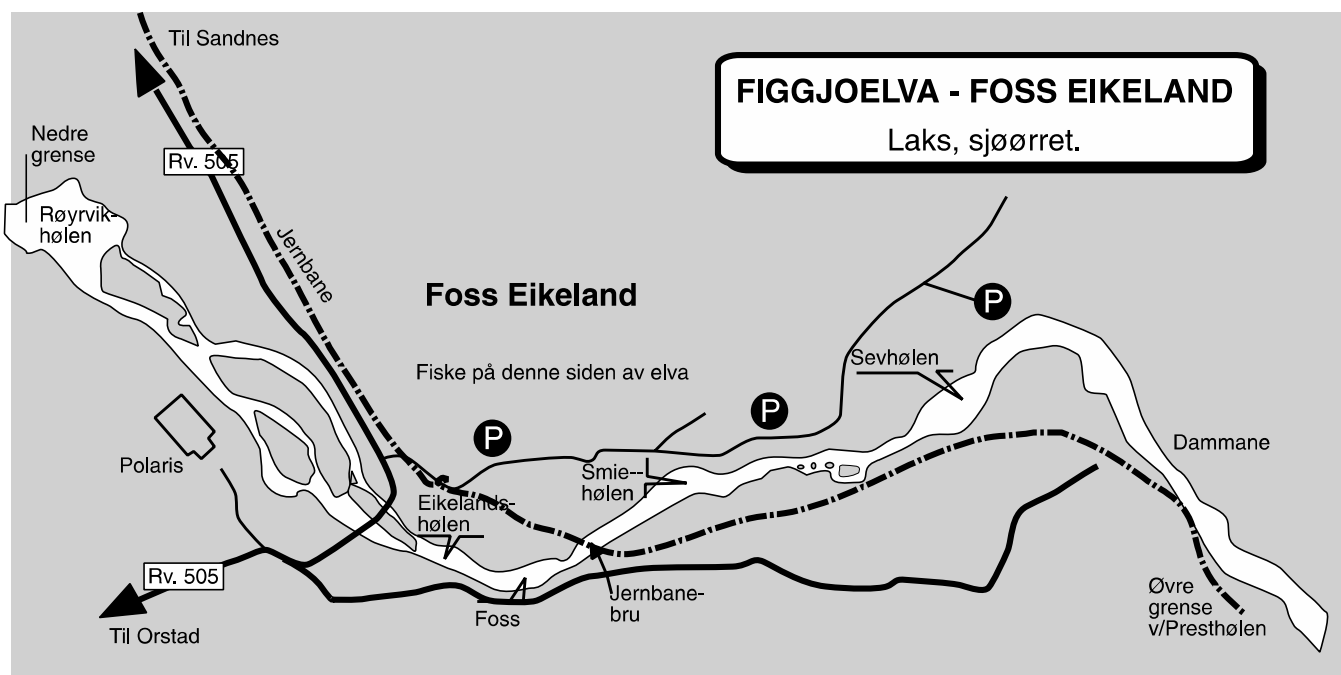 Til Sandnes
FIGGJOELVA - FOSS EIKELAND
Laks, sjøørret.
Nedre
grense
Rv. 505
Røyrvik-
hølen
Jernbane
Foss Eikeland
P
Sevhølen
Fiske på denne siden av elva
P
P
Dammane
Polaris
Smie--
hølen
Eikelands-
hølen
Rv. 505
Jernbane-
bru
Foss
Øvre
grense
v/Presthølen
Til Orstad